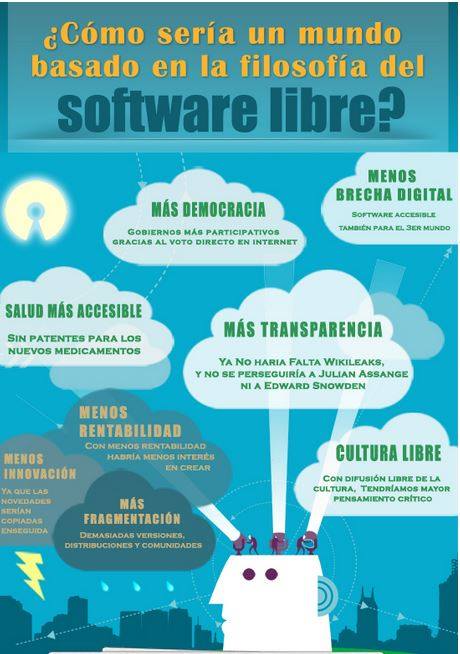 ¿Cómo sería un mundo
basado en la filosofía del
software libre?
MÁS DEMOCRACIA
GOBIERNOS MÁS PARTICIPATIVOS
GRACIAS AL VOTO DIRECTO EN INTERNET
MENOS
BRECHA DIGITAL
SOFTWARE ACCESIBLE
TAMBIÉN PARA EL 3ER MUNDO
SALUD MÁS ACCESIBLE
SIN PATENTES PARA LOS
NUEVOS MEDICAMENTOS
MÁS TRANSPARENCIA
YA NO HARIA FALTA WIKILEAKS,
Y NO SE PERSEGUIRÍA A JULIAN ASSANGE
NI A EDWARD SNOWDEN
MENOS
RENTABILIDAD
CON MENOS RENTABILIDAD
HABRÍA MENOS INTERÉS
EN CREAR
MENOS
INNOVACIÓN
YA QUE LAS
NOVEDADES
SERÍAN
COPIADAS
ENSEGUIDA
MÁS
FRAGMENTACIÓN
DEMASIADAS VERSIONES,
DISTRIBUCIONES Y COMUNIDADES
CULTURA LIBRE
CON DIFUSIÓN LIBRE DE LA
CULTURA, TENDRÍAMOS MAYOR
PENSAMIENTO CRÍTICO